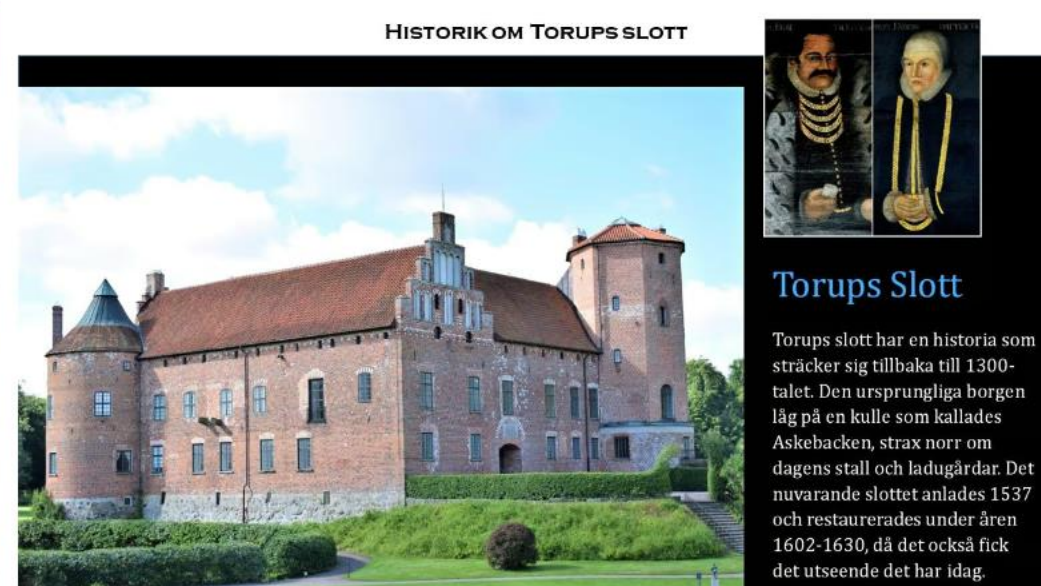 Historik om Torups slott
Torups Slott
Torups slott har en historia som
sträcker sig tillbaka till 1300-
talet. Den ursprungliga borgen
låg på en kulle som kallades
Askebacken, strax norr om
dagens stall och ladugårdar. Det
nuvarande slottet anlades 1537
och restaurerades under åren
1602-1630, då det också fick
det utseende det har idag.